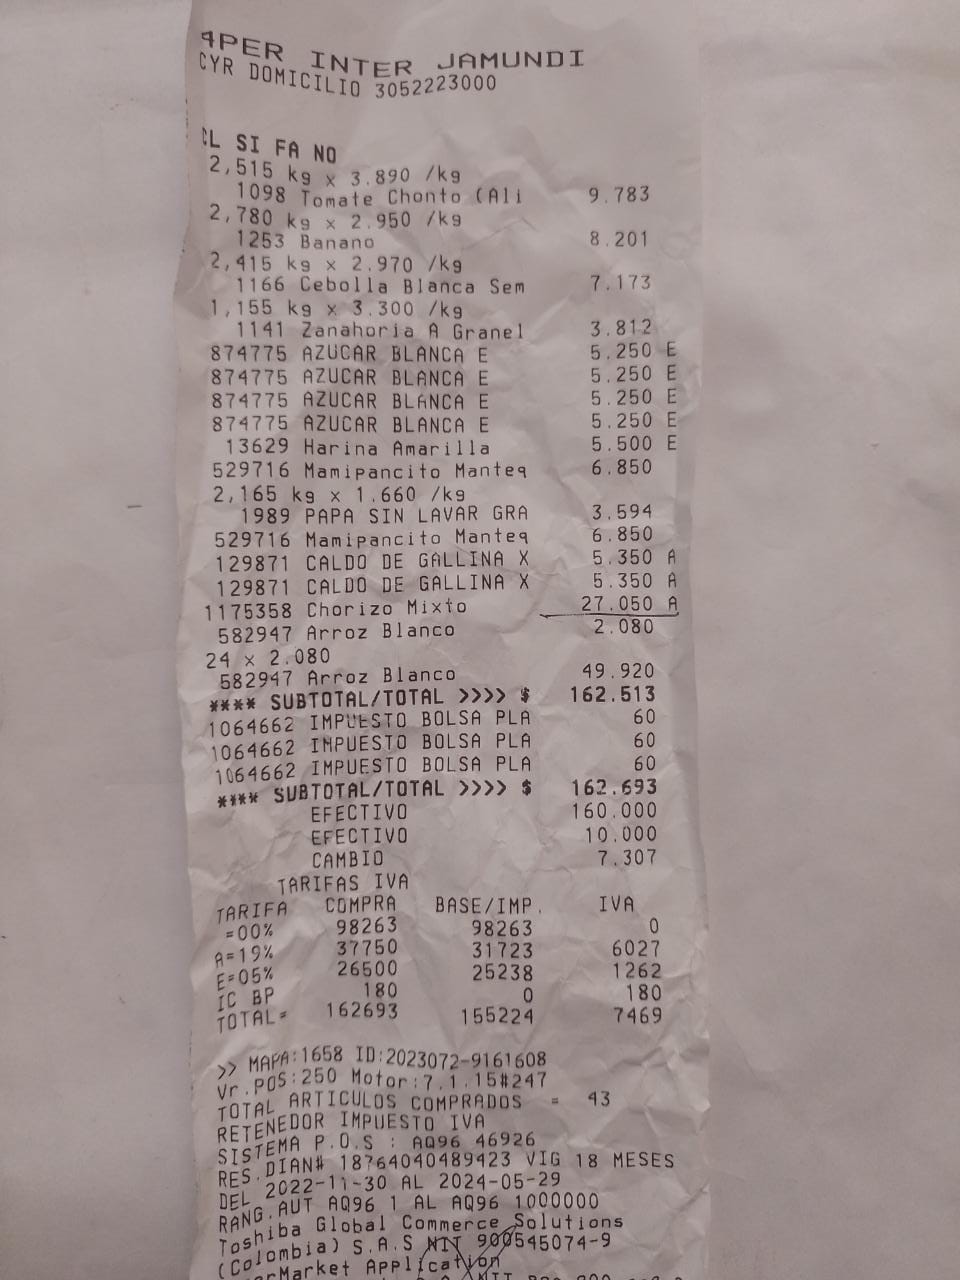 INTER JAMUNDI
CYR DOMICILIO 3052223000
CL SI FA NO
2,515 kg x 3.890 /kg
1098 Tomate Chonto (Ali 9.783
2,780 kg x 2.950 /kg
1253 Banano 8.201
2,415 kg x 2.970 /kg
1166 Cebolla Blanca Sem 7.173
1,155 kg x 3.300 /kg
1141 Zanahoria A Granel 3.812
874775 AZUCAR BLANCA E 5.250 E
874775 AZUCAR BLANCA E 5.250 E
874775 AZUCAR BLANCA E 5.250 E
874775 AZUCAR BLANCA E 5.250 E
13629 Harina Amarilla 5.500 E
529716 Mamipancito Manteq 6.850
2,165 kg x 1.660 /kg
1989 PAPA SIN LAVAR GRA 3.594
529716 Mamipancito Manteq 6.850
129871 CALDO DE GALLINA X 5.350 A
129871 CALDO DE GALLINA X 5.350 A
1175358 Chorizo Mixto 27.050 A
582947 Arroz Blanco 2.080
24 x 2.080
582947 Arroz Blanco 49.920
**** SUBTOTAL/TOTAL >>>> $ 162.513
1064662 IMPUESTO BOLSA PLA 60
1064662 IMPUESTO BOLSA PLA 60
1064662 IMPUESTO BOLSA PLA 60
**** SUBTOTAL/TOTAL >>>> $ 162.693
EFECTIVO 160.000
EFECTIVO 10.000
CAMBIO 7.307
TARIFAS IVA
TARIFA COMPRA BASE/IMP. IVA
=00% 98263 98263 0
A=19% 37750 31723 6027
E=05% 26500 25238 1262
IC BP 180 0 180
TOTAL= 162693 155224 7469
>> MAPA:1658 ID:2023072-9161608
Vr.POS:250 Motor:7.1.15#247
TOTAL ARTICULOS COMPRADOS = 43
RETENEDOR IMPUESTO IVA
SISTEMA P.O.S : AQ96 46926
RES.DIAN# 18764040489423 VIG 18 MESES
DEL 2022-11-30 AL 2024-05-29
RANG.AUT AQ96 1 AL AQ96 1000000
Toshiba Global Commerce Solutions
(Colombia) S.A.S NIT 900545074-9
Application